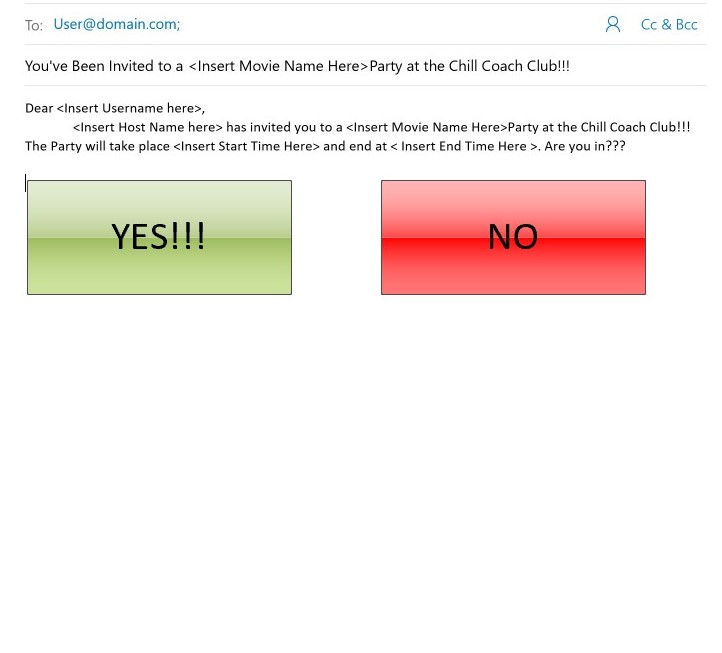 To: User@domain.com; Cc & Bcc
You've Been Invited to a <Insert Movie Name Here>Party at the Chill Coach Club!!!
Dear <Insert Username here>,
<Insert Host Name here> has invited you to a <Insert Movie Name Here>Party at the Chill Coach Club!!!
The Party will take place <Insert Start Time Here> and end at < Insert End Time Here >. Are you in???
YES!!! NO